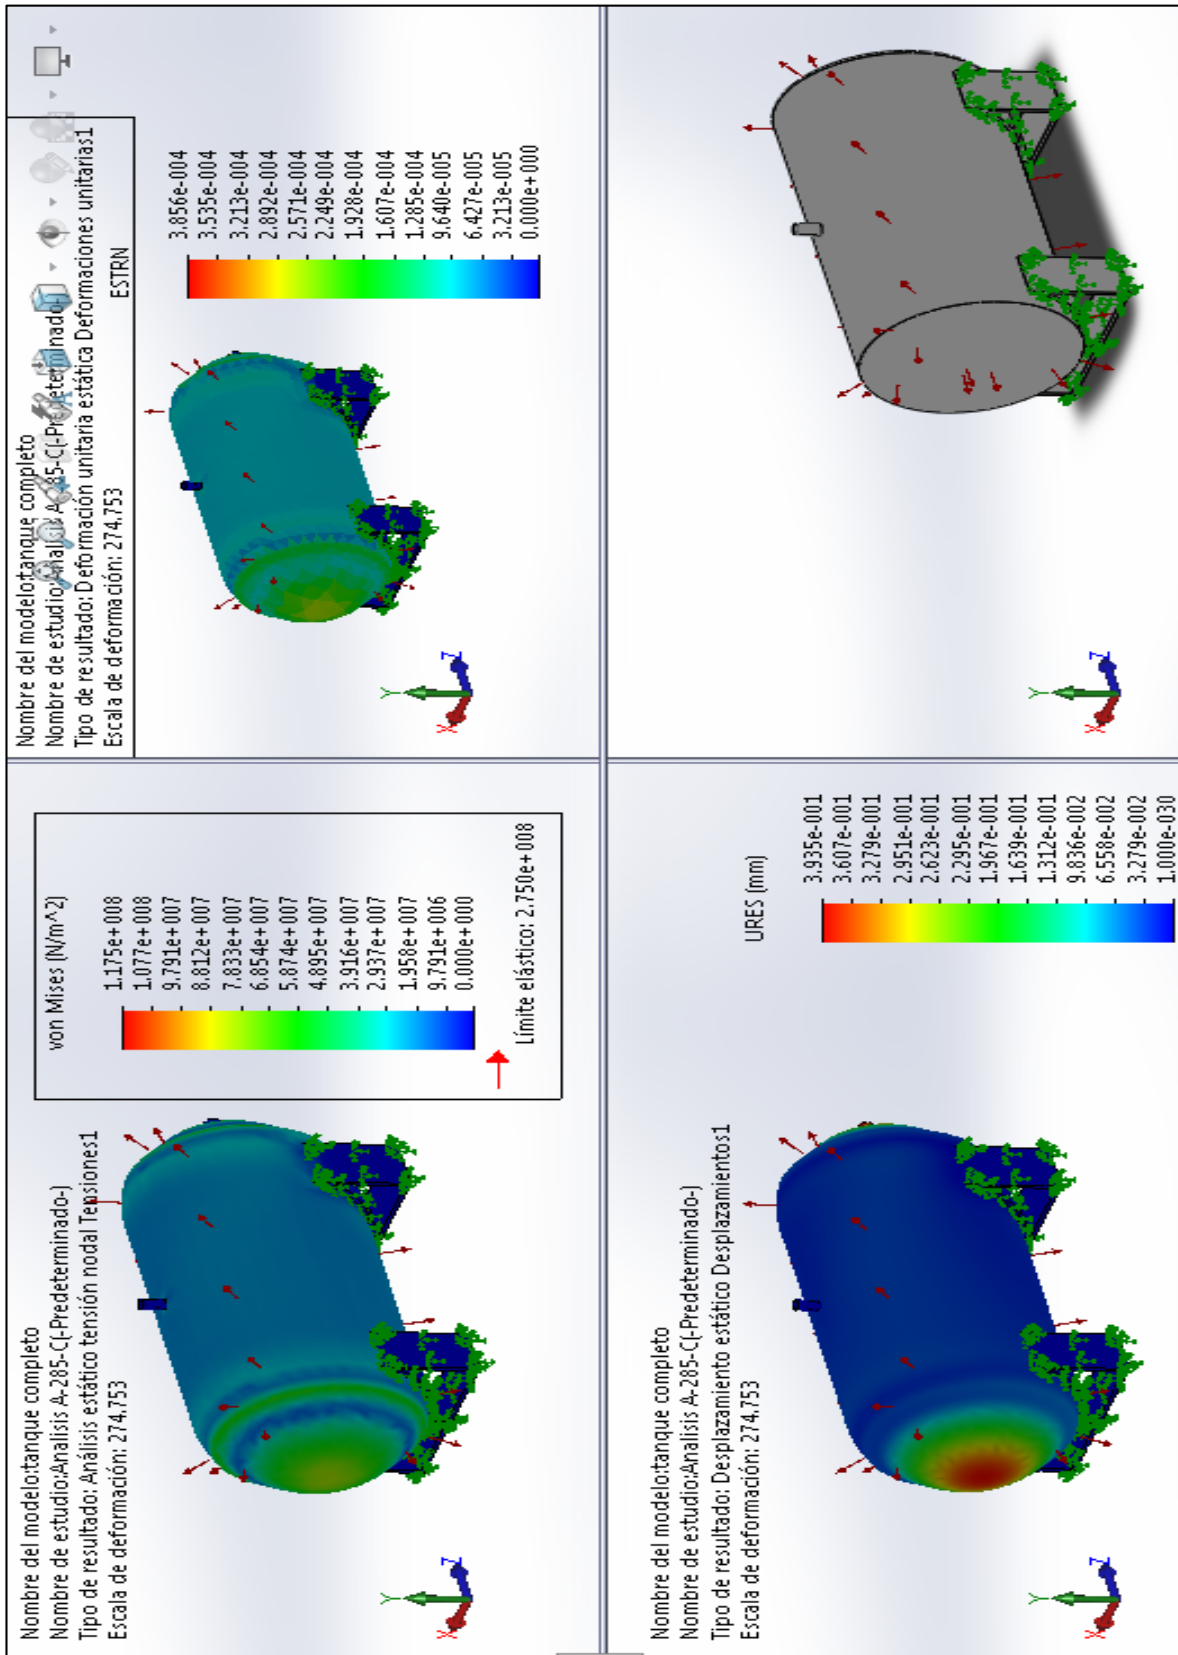 Nombre del modelo:tanque completo
Nombre de estudio:Analisis A-285-C(-Predeterminado-)
Tipo de resultado: Análisis estático tensión nodal Tensiones1
Escala de deformación: 274.753
von Mises (N/m^2)
1.175e+008
1.077e+008
9.791e+007
8.812e+007
7.833e+007
6.854e+007
5.874e+007
4.895e+007
3.916e+007
2.937e+007
1.958e+007
9.791e+006
0.000e+000
Límite elástico: 2.750e+008
Y
X
Z
Nombre del modelo:tanque completo
Nombre de estudio:Analisis A-285-C(-Predeterminado-)
Tipo de resultado: Deformación unitaria estática Deformaciones unitarias1
Escala de deformación: 274.753
ESTRN
3.856e-004
3.535e-004
3.213e-004
2.892e-004
2.571e-004
2.249e-004
1.928e-004
1.607e-004
1.285e-004
9.640e-005
6.427e-005
3.213e-005
0.000e+000
Y
X
Z
Nombre del modelo:tanque completo
Nombre de estudio:Analisis A-285-C(-Predeterminado-)
Tipo de resultado: Desplazamiento estático Desplazamientos1
Escala de deformación: 274.753
URES (mm)
3.935e-001
3.607e-001
3.279e-001
2.951e-001
2.623e-001
2.295e-001
1.967e-001
1.639e-001
1.312e-001
9.836e-002
6.558e-002
3.279e-002
1.000e-030
Y
X
Z
Y
X
Z